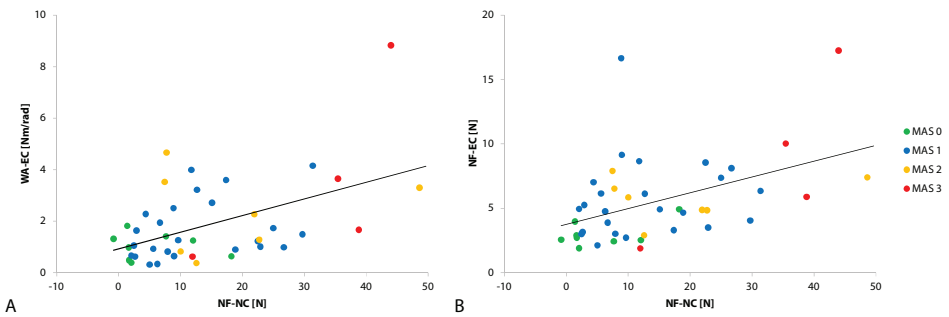 10
8
6
4
2
0
WA-EC [Nm/rad]
-10 0 10 20 30 40 50
NF-NC [N]
A
20
15
10
5
0
NF-EC [N]
-10 0 10 20 30 40 50
NF-NC [N]
B
MAS 0
MAS 1
MAS 2
MAS 3